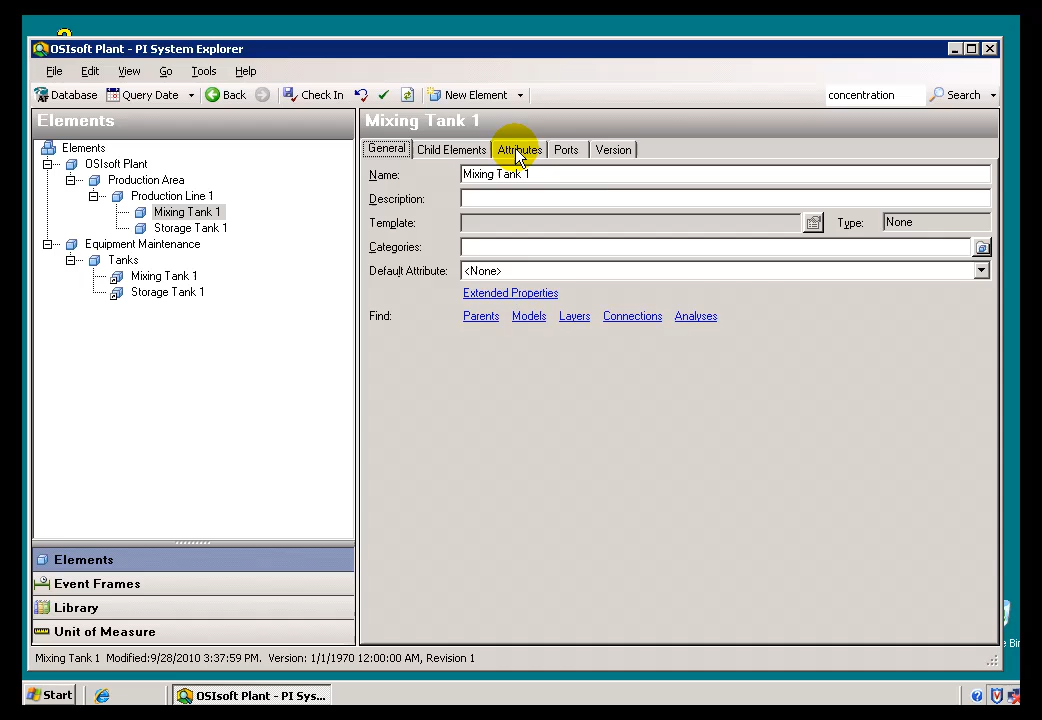 OSIsoft Plant - PI System Explorer
File Edit View Go Tools Help
Database Query Date Back Check In New Element concentration Search
Elements
Elements
OSIsoft Plant
Production Area
Production Line 1
Mixing Tank 1
Storage Tank 1
Equipment Maintenance
Tanks
Mixing Tank 1
Storage Tank 1
Elements
Event Frames
Library
Unit of Measure
Mixing Tank 1
General Child Elements Attributes Ports Version
Name: Mixing Tank 1
Description:
Template: Type: None
Categories:
Default Attribute: <None>
Extended Properties
Find: Parents Models Layers Connections Analyses
Mixing Tank 1 Modified:9/28/2010 3:37:59 PM. Version: 1/1/1970 12:00:00 AM, Revision 1
Start OSIsoft Plant - PI Sys...